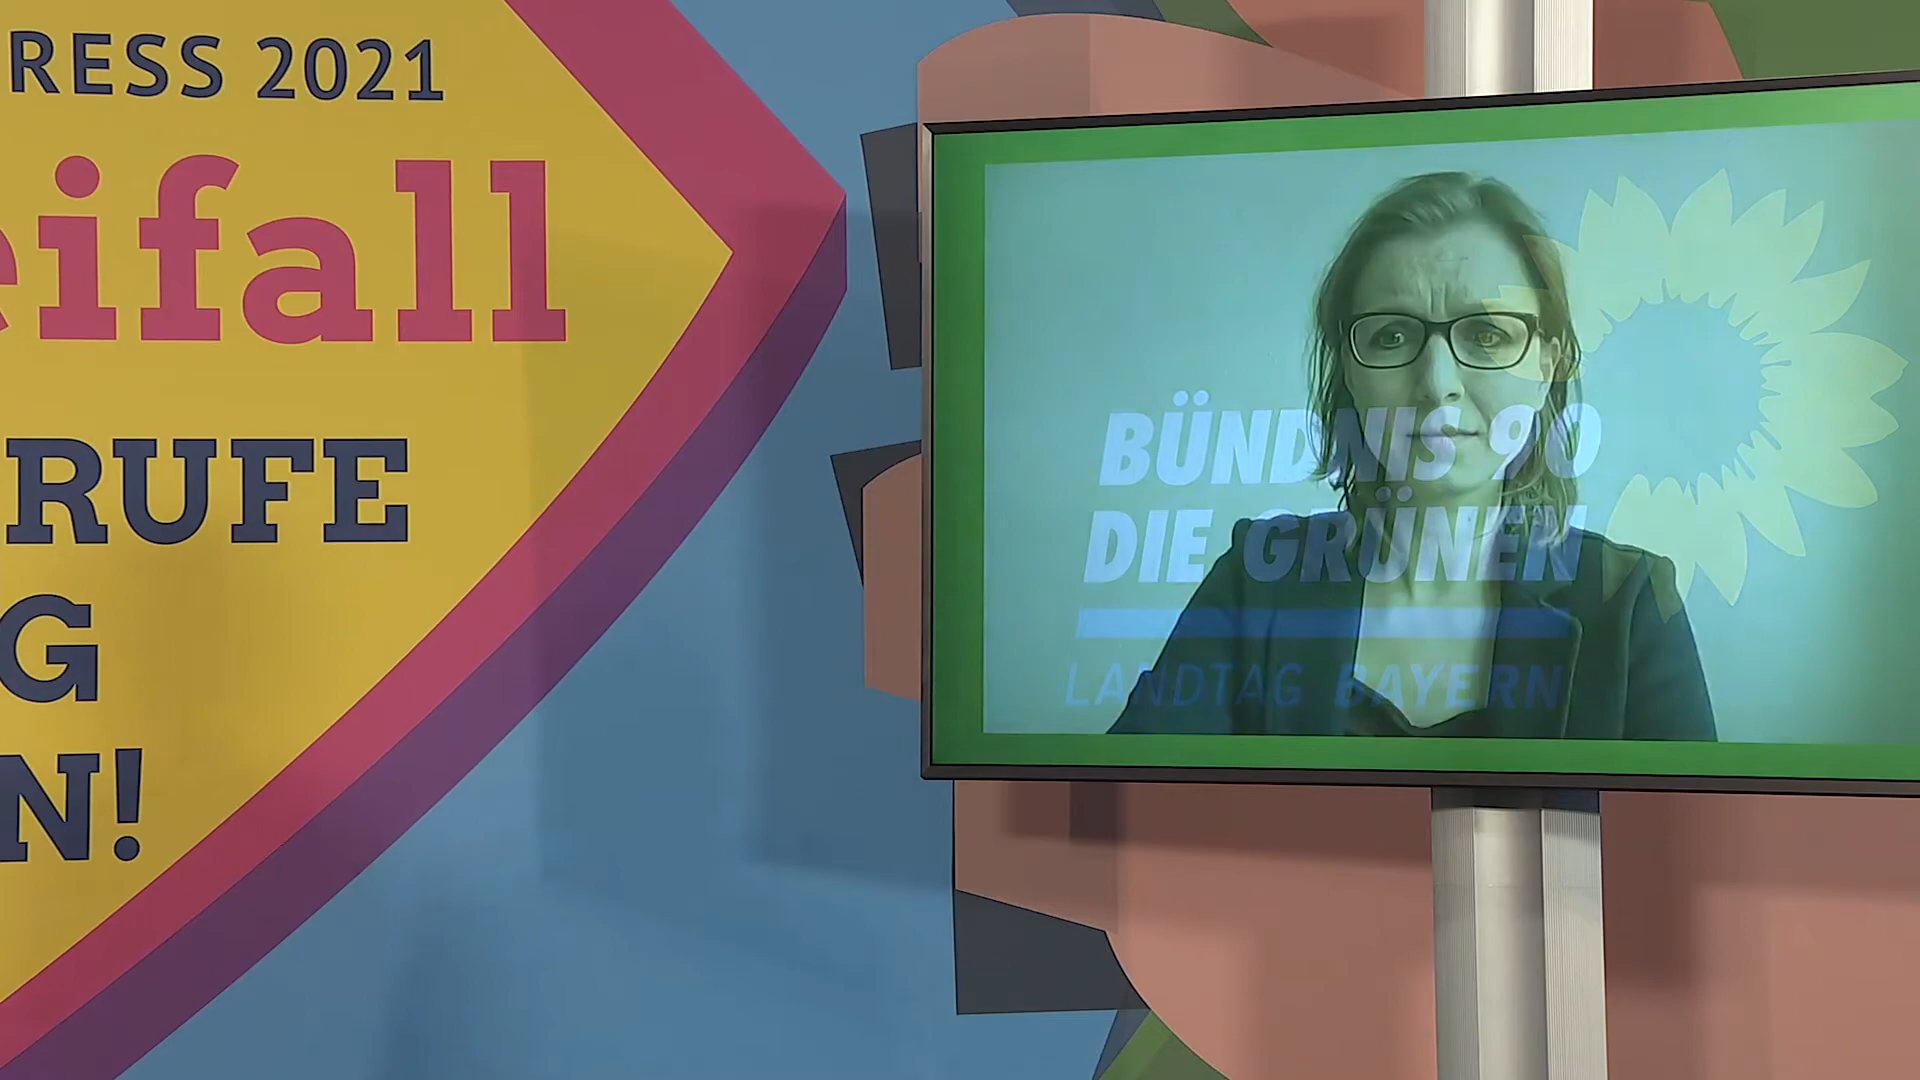 RESS 2021
eifall
RUFE
G
N!
BÜNDNIS 90
DIE GRÜNEN
LANDTAG BAYERN